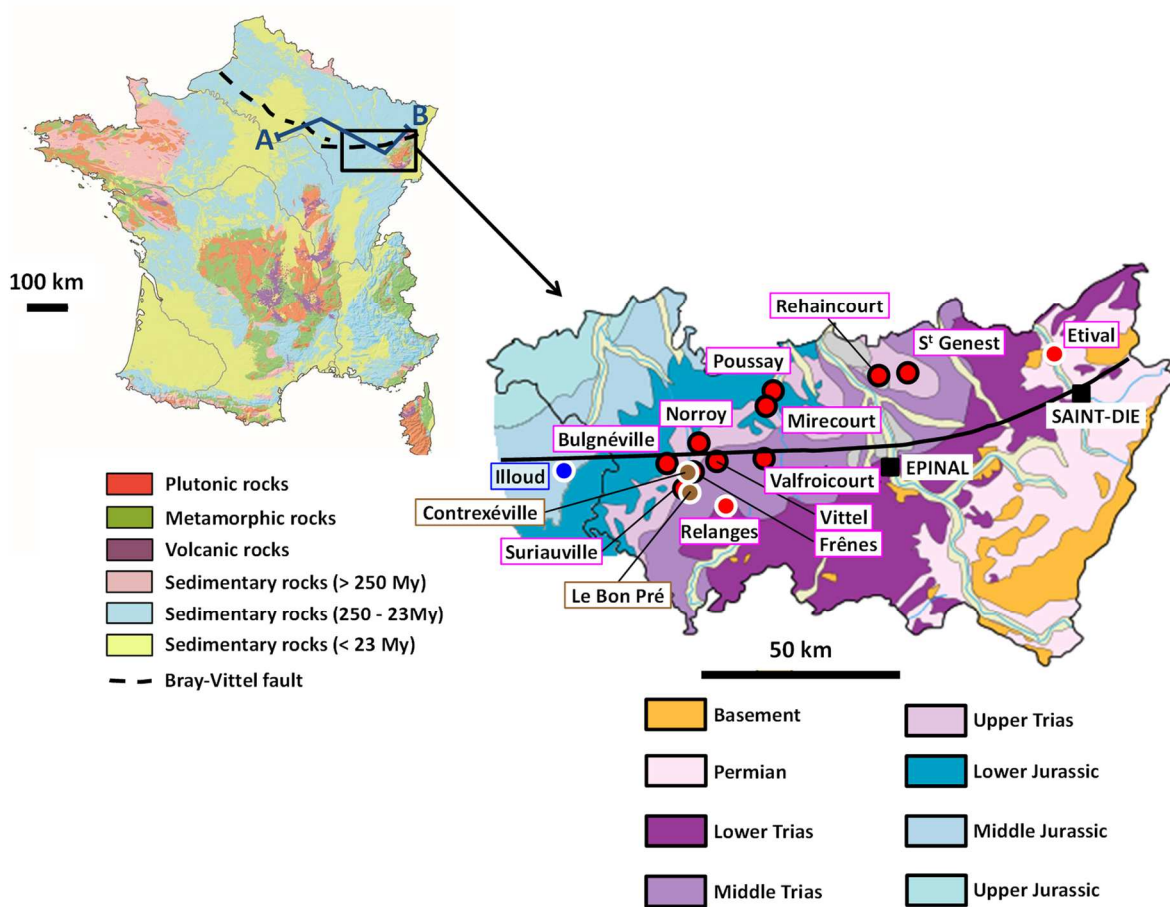 A
B
100 km
Plutonic rocks
Metamorphic rocks
Volcanic rocks
Sedimentary rocks (> 250 My)
Sedimentary rocks (250 - 23My)
Sedimentary rocks (< 23 My)
Bray-Vittel fault
Rehaincourt
Sᵗ Genest
Etival
Poussay
SAINT-DIE
Norroy
Mirecourt
Bulgnéville
EPINAL
Illoud
Valfroicourt
Contrexéville
Vittel
Relanges
Suriauville
Frênes
Le Bon Pré
50 km
Basement
Permian
Lower Trias
Middle Trias
Upper Trias
Lower Jurassic
Middle Jurassic
Upper Jurassic